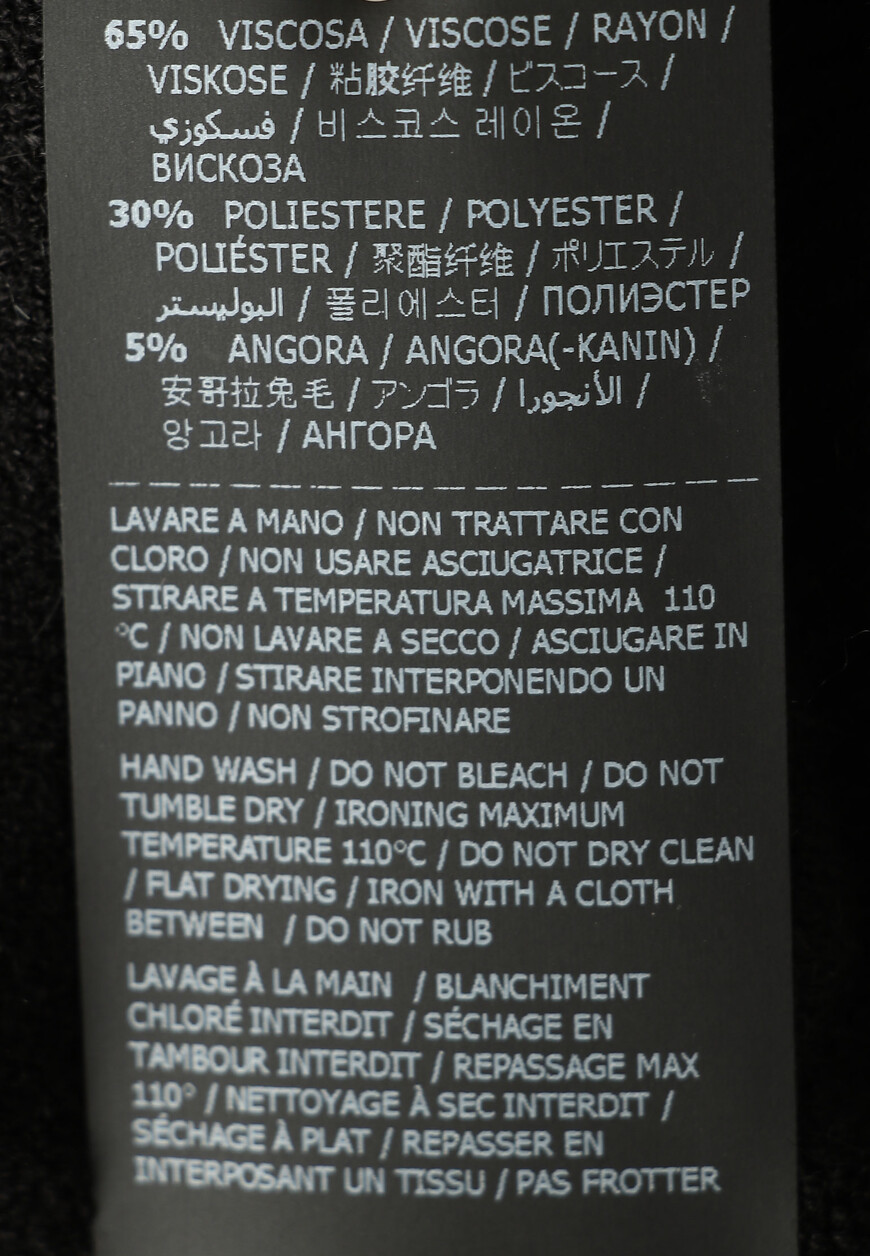 65% VISCOSA / VISCOSE / RAYON /
VISKOSE / 粘胶纤维 / ビスコース /
فسكوزي / 비스코스 레이온 /
ВИСКОЗА
30% POLIESTERE / POLYESTER /
POLIÉSTER / 聚酯纤维 / ポリエステル /
البوليستر / 폴리에스터 / ПОЛИЭСТЕР
5% ANGORA / ANGORA(-KANIN) /
安哥拉兔毛 / アンゴラ / الأنجورا /
앙고라 / АНГОРА
LAVARE A MANO / NON TRATTARE CON
CLORO / NON USARE ASCIUGATRICE /
STIRARE A TEMPERATURA MASSIMA 110
°C / NON LAVARE A SECCO / ASCIUGARE IN
PIANO / STIRARE INTERPONENDO UN
PANNO / NON STROFINARE
HAND WASH / DO NOT BLEACH / DO NOT
TUMBLE DRY / IRONING MAXIMUM
TEMPERATURE 110°C / DO NOT DRY CLEAN
/ FLAT DRYING / IRON WITH A CLOTH
BETWEEN / DO NOT RUB
LAVAGE À LA MAIN / BLANCHIMENT
CHLORÉ INTERDIT / SÉCHAGE EN
TAMBOUR INTERDIT / REPASSAGE MAX
110° / NETTOYAGE À SEC INTERDIT /
SÉCHAGE À PLAT / REPASSER EN
INTERPOSANT UN TISSU / PAS FROTTER